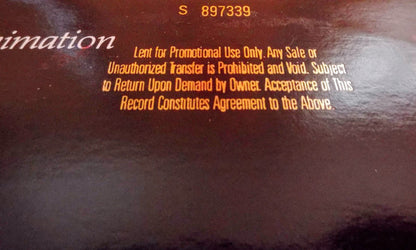 S 897339
imation
Lent for Promotional Use Only. Any Sale or
Unauthorized Transfer is Prohibited and Void. Subject
to Return Upon Demand by Owner. Acceptance of This
Record Constitutes Agreement to the Above.